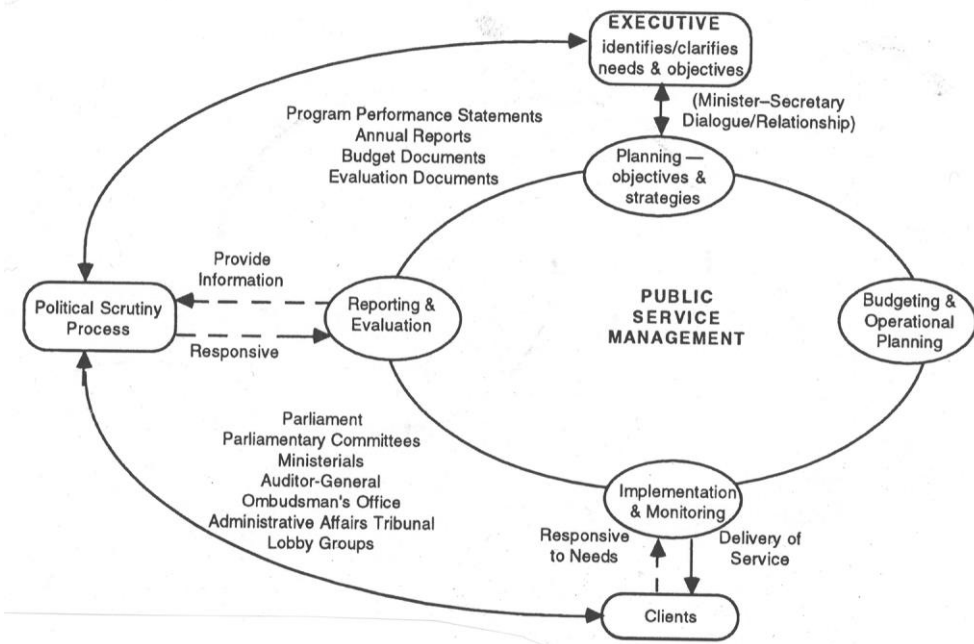 EXECUTIVE
identifies/clarifies
needs & objectives
(Minister–Secretary
Dialogue/Relationship)
Program Performance Statements
Annual Reports
Budget Documents
Evaluation Documents
Planning —
objectives &
strategies
Provide
Information
Political Scrutiny
Process
Responsive
Reporting &
Evaluation
PUBLIC
SERVICE
MANAGEMENT
Budgeting &
Operational
Planning
Parliament
Parliamentary Committees
Ministerials
Auditor-General
Ombudsman's Office
Administrative Affairs Tribunal
Lobby Groups
Implementation
& Monitoring
Responsive
to Needs
Delivery of
Service
Clients